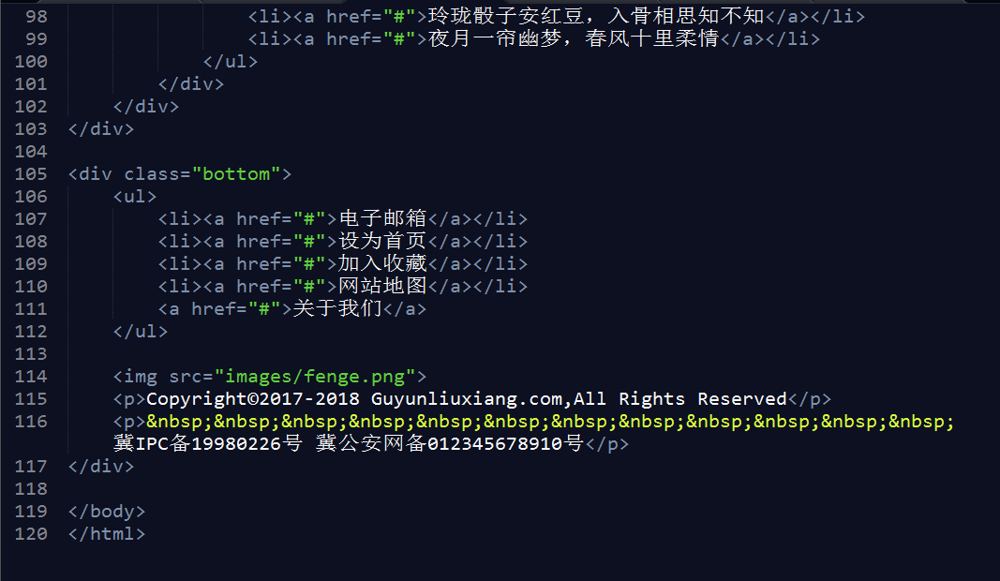 98 <li><a href="#">玲珑骰子安红豆，入骨相思知不知</a></li>
99 <li><a href="#">夜月一帘幽梦，春风十里柔情</a></li>
100 </ul>
101 </div>
102 </div>
103 </div>
104
105 <div class="bottom">
106 <ul>
107 <li><a href="#">电子邮箱</a></li>
108 <li><a href="#">设为首页</a></li>
109 <li><a href="#">加入收藏</a></li>
110 <li><a href="#">网站地图</a></li>
111 <a href="#">关于我们</a>
112 </ul>
113
114 <img src="images/fenge.png">
115 <p>Copyright©2017-2018 Guyunliuxiang.com,All Rights Reserved</p>
116 <p>&nbsp;&nbsp;&nbsp;&nbsp;&nbsp;&nbsp;&nbsp;&nbsp;&nbsp;&nbsp;&nbsp;&nbsp;
冀IPC备19980226号 冀公安网备012345678910号</p>
117 </div>
118
119 </body>
120 </html>